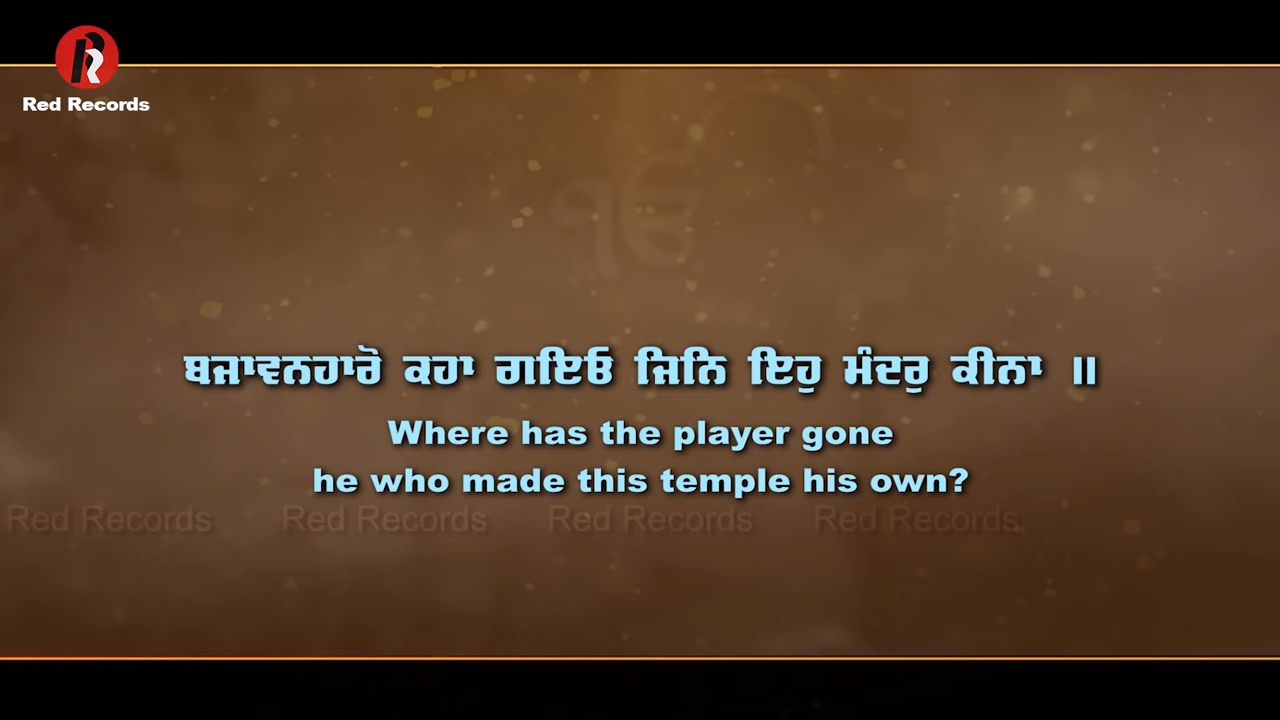 Red Records
ੴ
ਬਜਾਵਨਹਾਰੋ ਕਹਾ ਗਇਓ ਜਿਨਿ ਇਹੁ ਮੰਦਰੁ ਕੀਨਾ ॥
Where has the player gone
he who made this temple his own?
Red Records Red Records Red Records Red Records